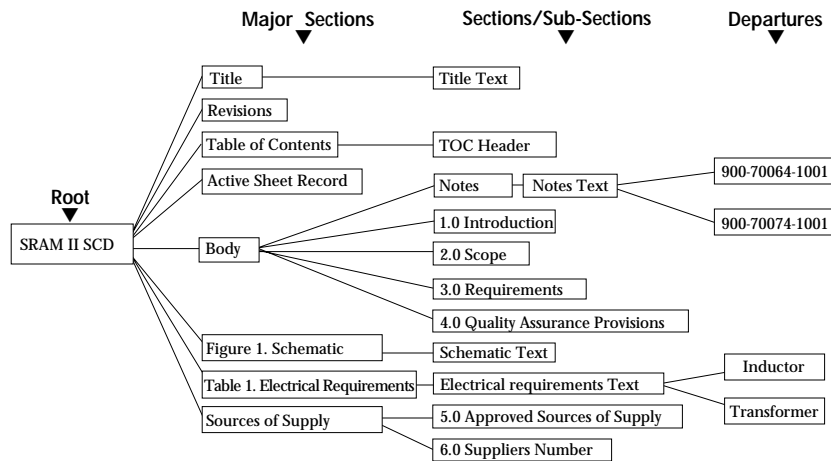 Major Sections
Sections/Sub-Sections
Departures
Title
Title Text
Revisions
Table of Contents
TOC Header
Active Sheet Record
Root
SRAM II SCD
Body
Notes
Notes Text
900-70064-1001
900-70074-1001
1.0 Introduction
2.0 Scope
3.0 Requirements
4.0 Quality Assurance Provisions
Figure 1. Schematic
Schematic Text
Table 1. Electrical Requirements
Electrical requirements Text
Inductor
Transformer
Sources of Supply
5.0 Approved Sources of Supply
6.0 Suppliers Number